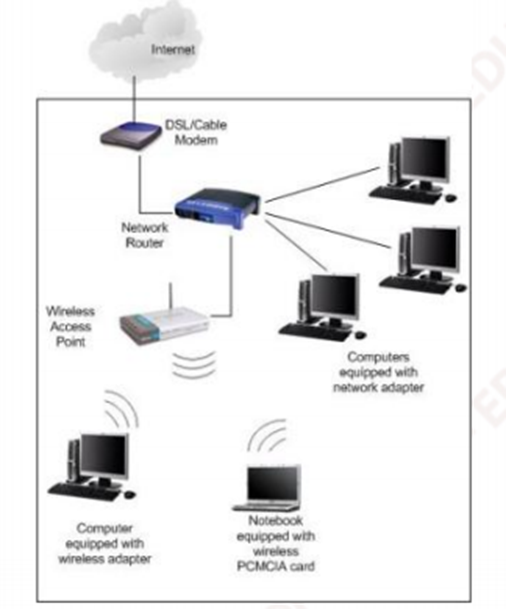 Internet
DSL/Cable
Modem
Network
Router
Wireless
Access
Point
Computers
equipped with
network adapter
Computer
equipped with
wireless adapter
Notebook
equipped with
wireless
PCMCIA card